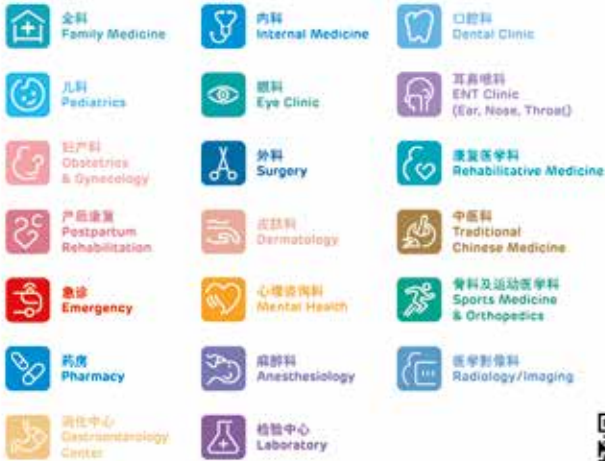 全科
Family Medicine
内科
Internal Medicine
口腔科
Dental Clinic
儿科
Pediatrics
眼科
Eye Clinic
耳鼻喉科
ENT Clinic
(Ear, Nose, Throat)
妇产科
Obstetrics
& Gynecology
外科
Surgery
康复医学科
Rehabilitative Medicine
产后康复
Postpartum
Rehabilitation
皮肤科
Dermatology
中医科
Traditional
Chinese Medicine
急诊
Emergency
心理咨询科
Mental Health
骨科及运动医学科
Sports Medicine
& Orthopedics
药房
Pharmacy
麻醉科
Anesthesiology
医学影像科
Radiology/Imaging
消化中心
Gastroenterology
Center
检验中心
Laboratory